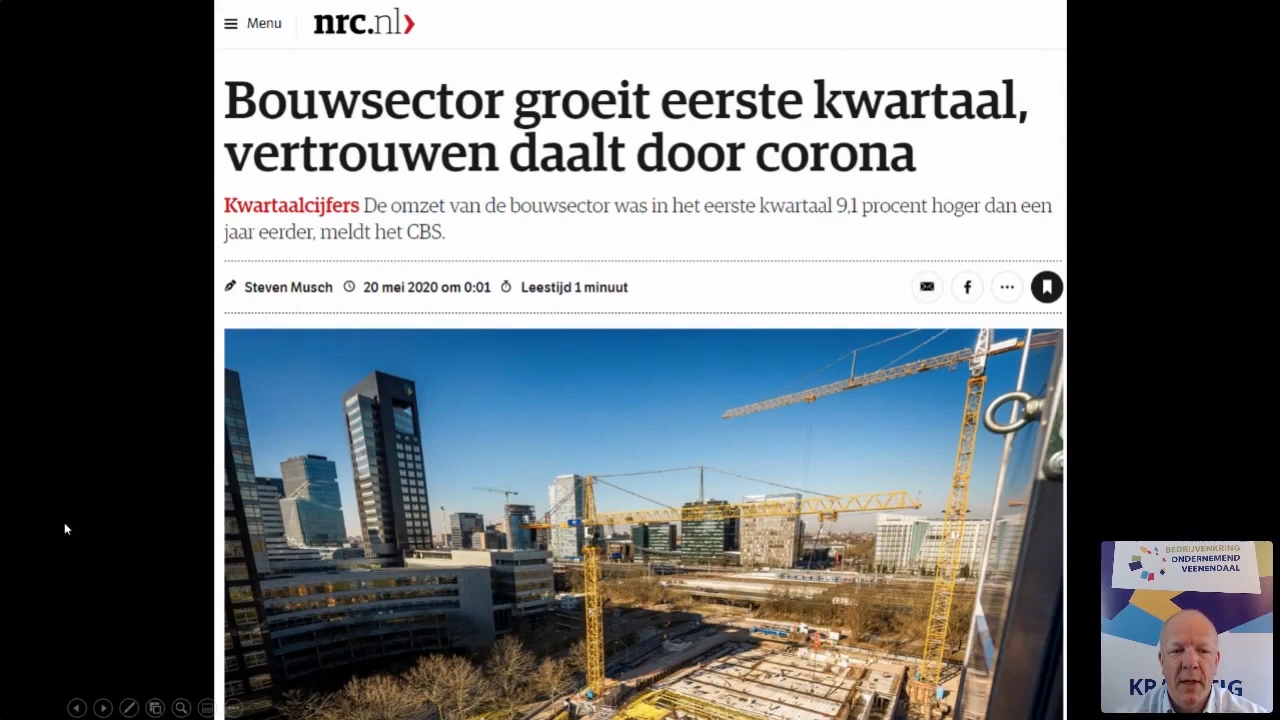 Menu
nrc.nl
Bouwsector groeit eerste kwartaal,
vertrouwen daalt door corona
Kwartaalcijfers De omzet van de bouwsector was in het eerste kwartaal 9,1 procent hoger dan een
jaar eerder, meldt het CBS.
Steven Musch 20 mei 2020 om 0:01 Leestijd 1 minuut
BEDRIJVENKRING
ONDERNEMEND
VEENENDAAL